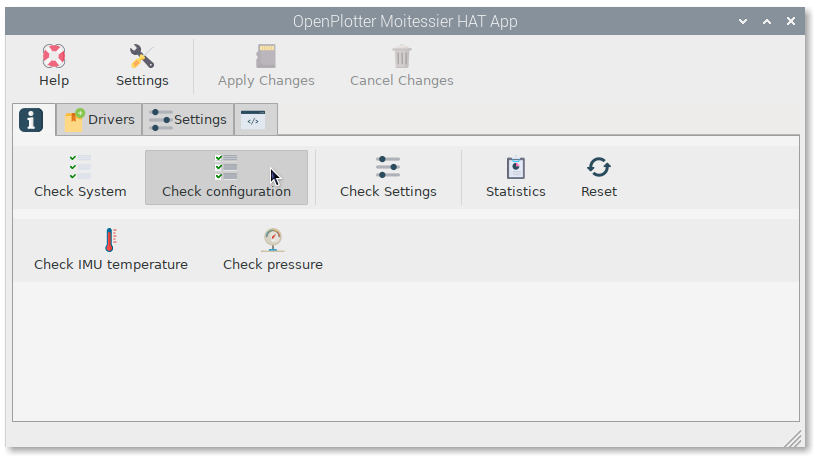 OpenPlotter Moitessier HAT App
Help Settings Apply Changes Cancel Changes
Drivers Settings </>
Check System Check configuration Check Settings Statistics Reset
Check IMU temperature Check pressure